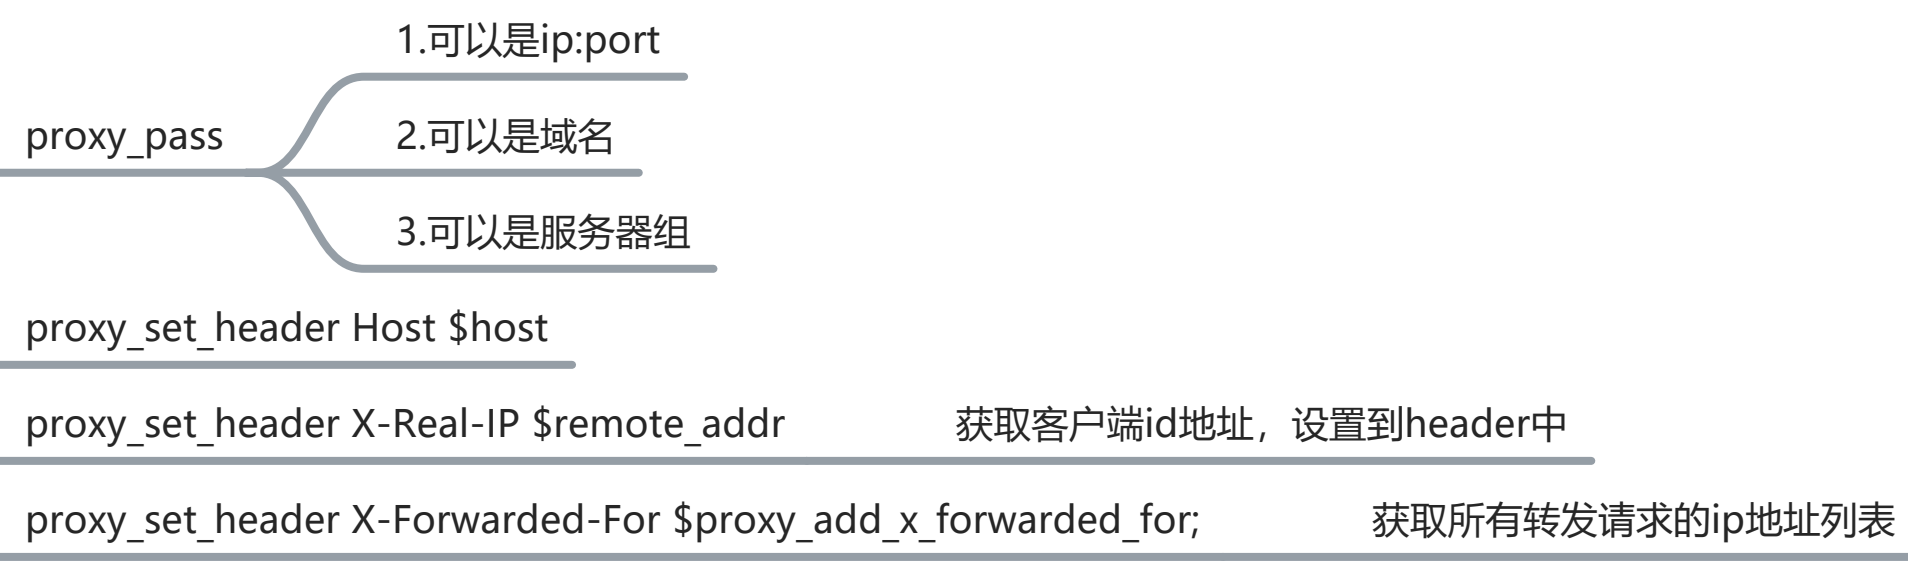 1.可以是ip:port
proxy_pass
2.可以是域名
3.可以是服务器组
proxy_set_header Host $host
proxy_set_header X-Real-IP $remote_addr 获取客户端id地址，设置到header中
proxy_set_header X-Forwarded-For $proxy_add_x_forwarded_for; 获取所有转发请求的ip地址列表